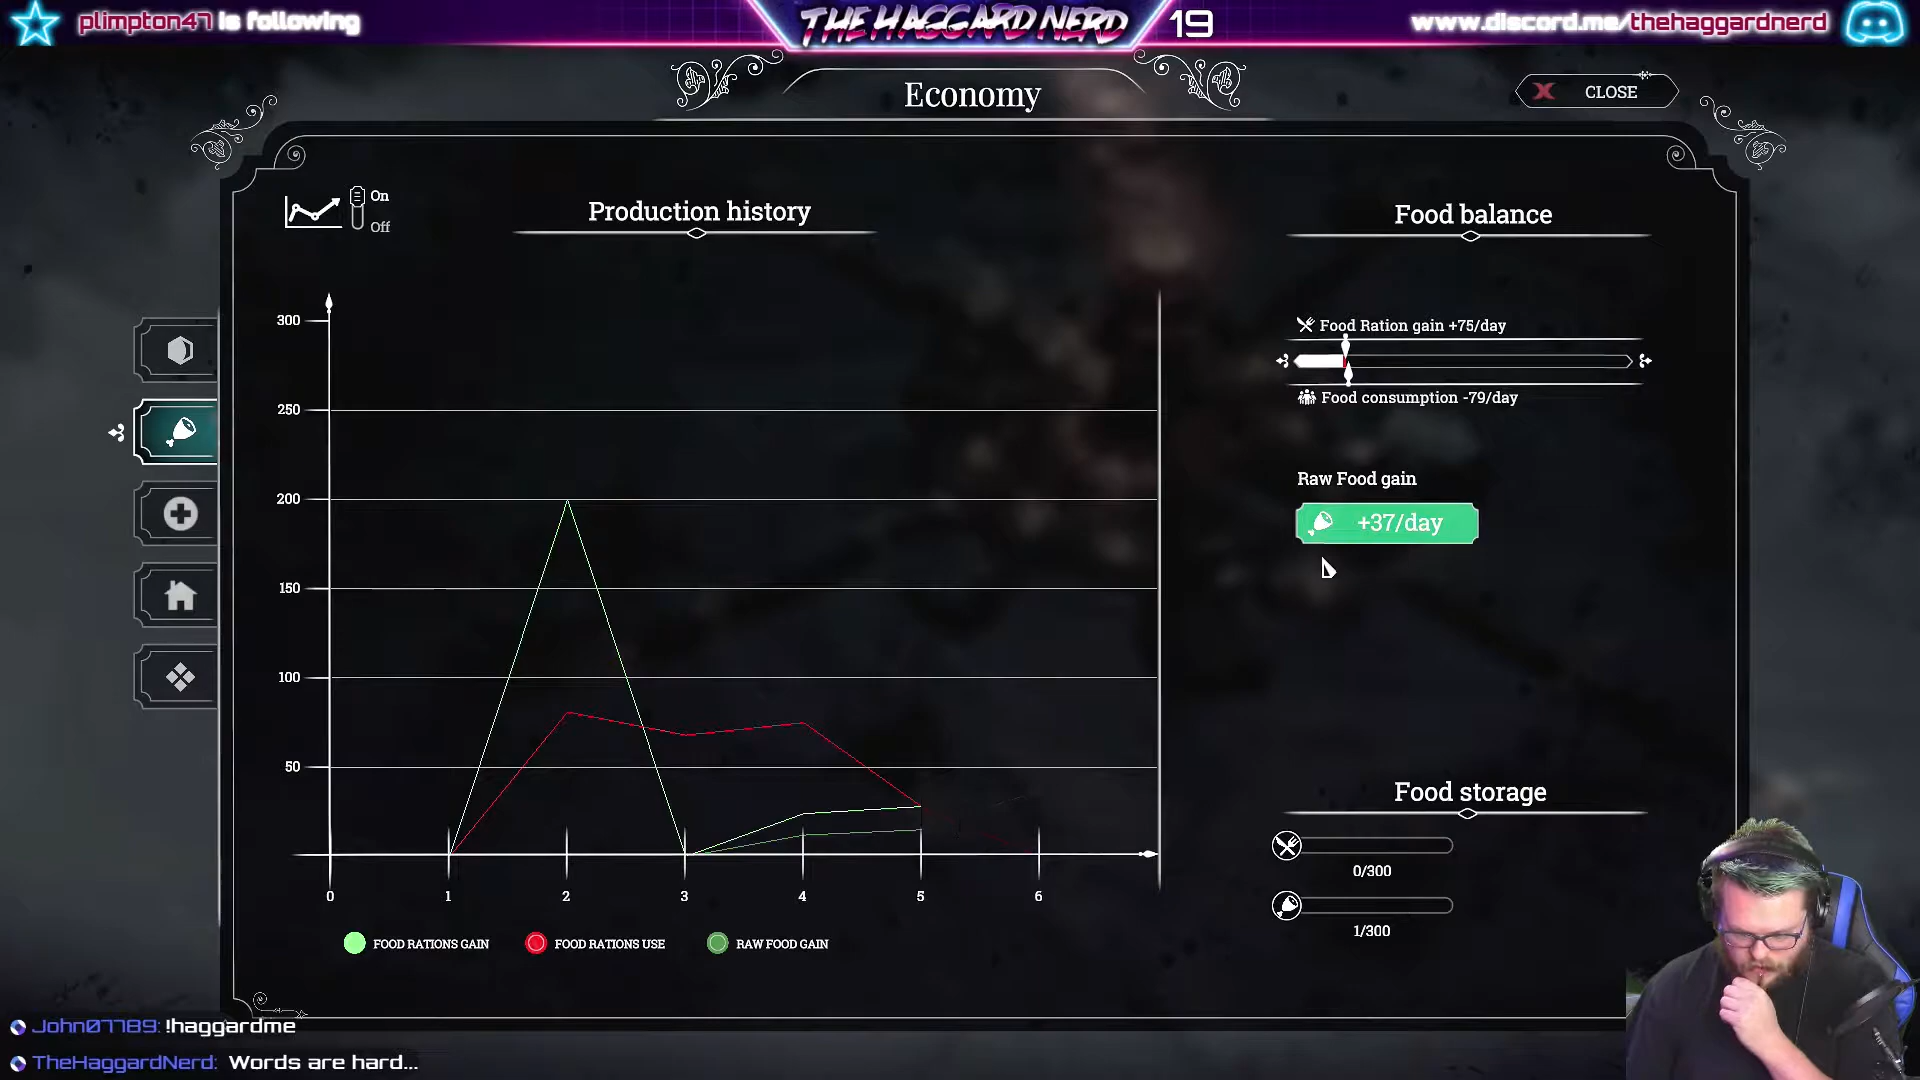 plimpton47 is following
THE HAGGARD NERD
19
www.discord.me/thehaggardnerd
Economy
CLOSE
On
Off
Production history
Food balance
300
250
200
150
100
50
0
1
2
3
4
5
6
FOOD RATIONS GAIN
FOOD RATIONS USE
RAW FOOD GAIN
Food Ration gain +75/day
Food consumption -79/day
Raw Food gain
+37/day
Food storage
0/300
1/300
John07789: !haggardme
TheHaggardNerd: Words are hard...